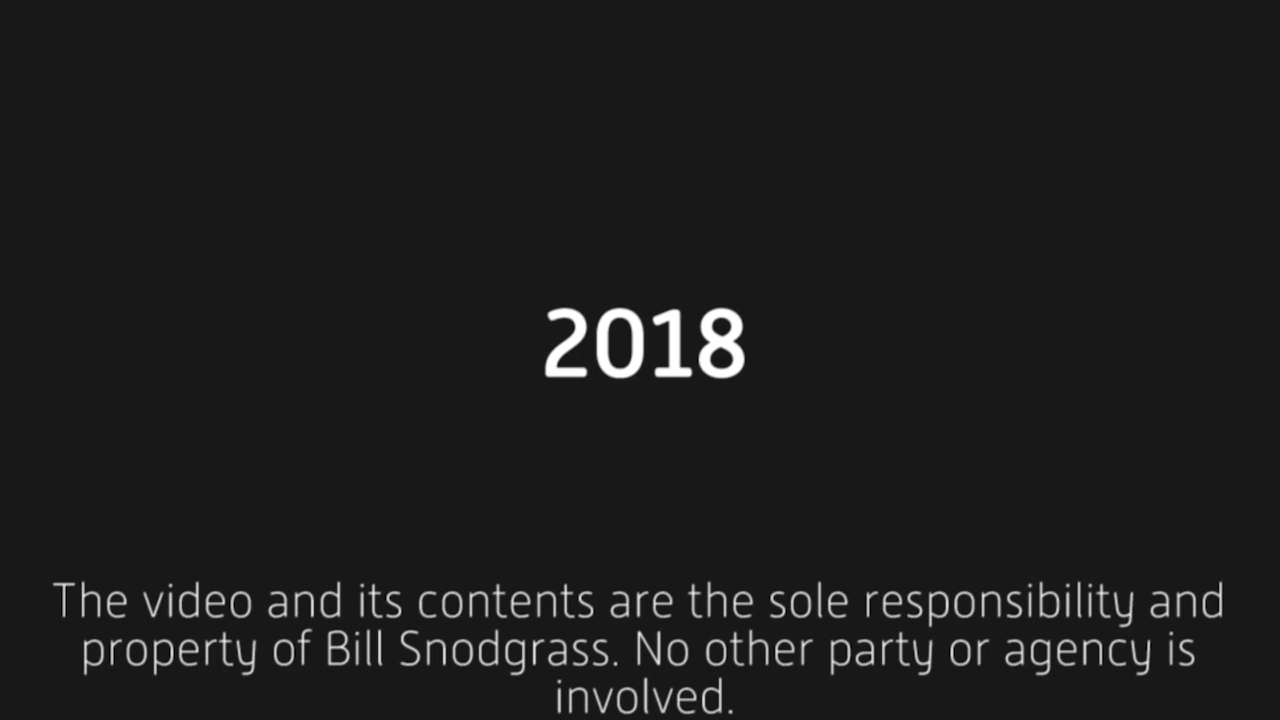 2018
The video and its contents are the sole responsibility and
property of Bill Snodgrass. No other party or agency is
involved.